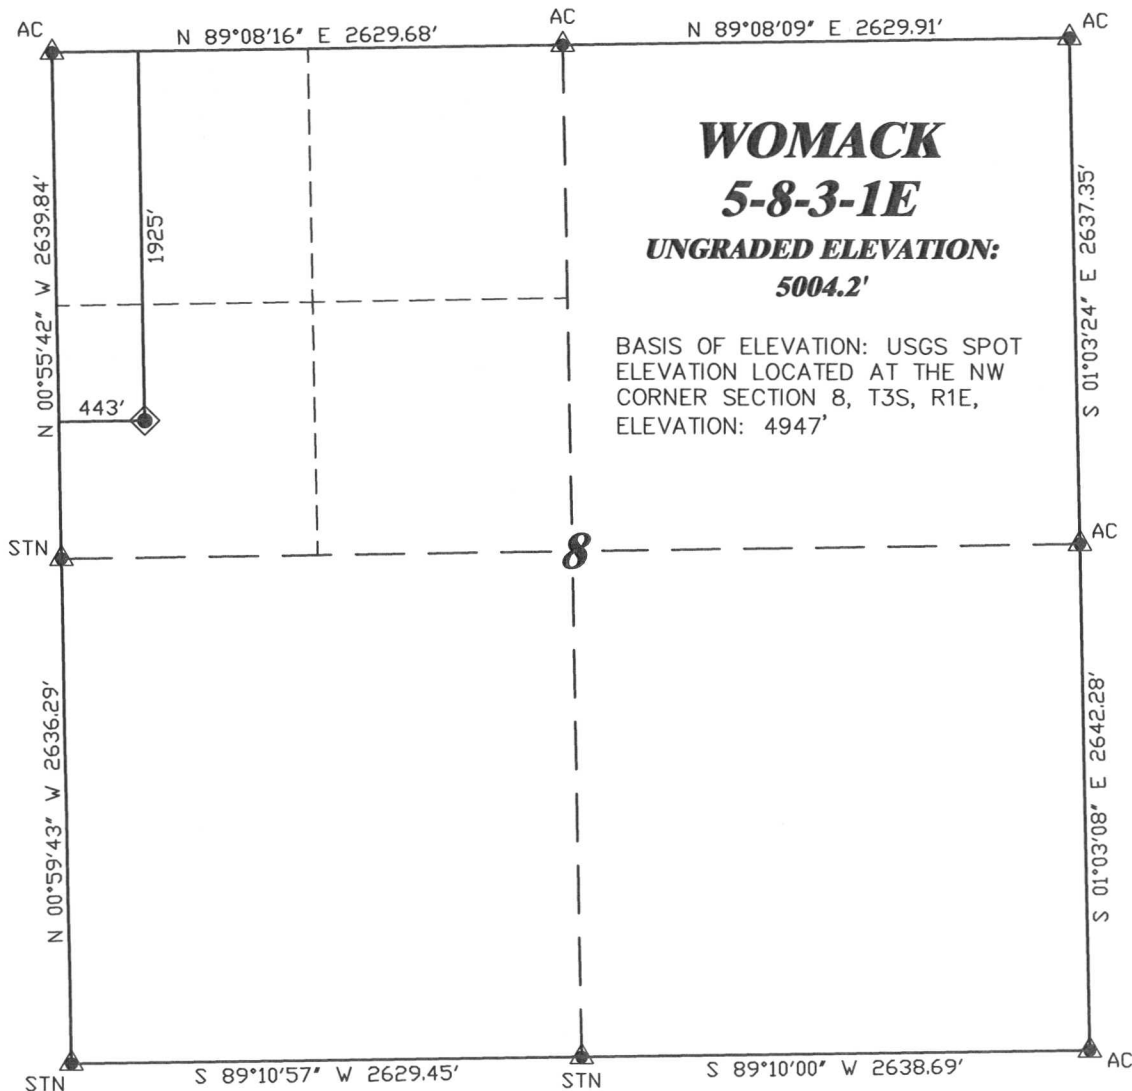 AC
AC
AC
N 89°08'16" E 2629.68'
N 89°08'09" E 2629.91'
WOMACK
5-8-3-1E
UNGRADED ELEVATION:
5004.2'
BASIS OF ELEVATION: USGS SPOT
ELEVATION LOCATED AT THE NW
CORNER SECTION 8, T3S, R1E,
ELEVATION: 4947'
N 00°55'42" W 2639.84'
1925'
443'
S 01°03'24" E 2637.35'
STN
8
AC
N 00°59'43" W 2636.29'
S 01°03'08" E 2642.28'
STN
S 89°10'57" W 2629.45'
STN
S 89°10'00" W 2638.69'
AC